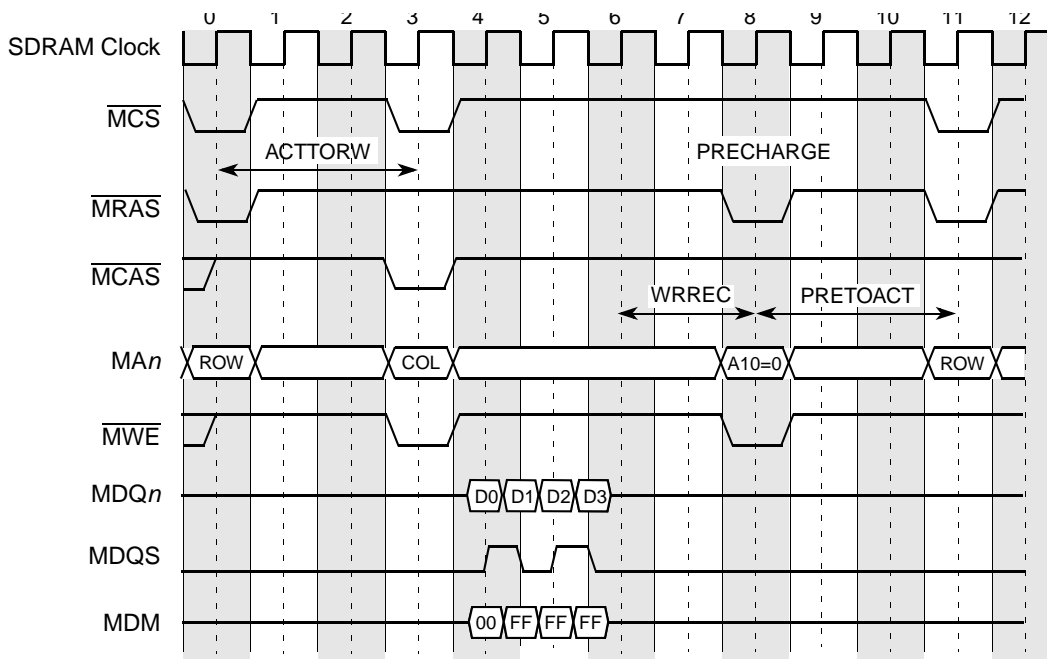 0 1 2 3 4 5 6 7 8 9 10 11 12
SDRAM Clock
MCS
ACTTORW PRECHARGE
MRAS
MCAS
WRREC PRETOACT
MAn ROW COL A10=0 ROW
MWE
MDQn D0 D1 D2 D3
MDQS
MDM 00 FF FF FF